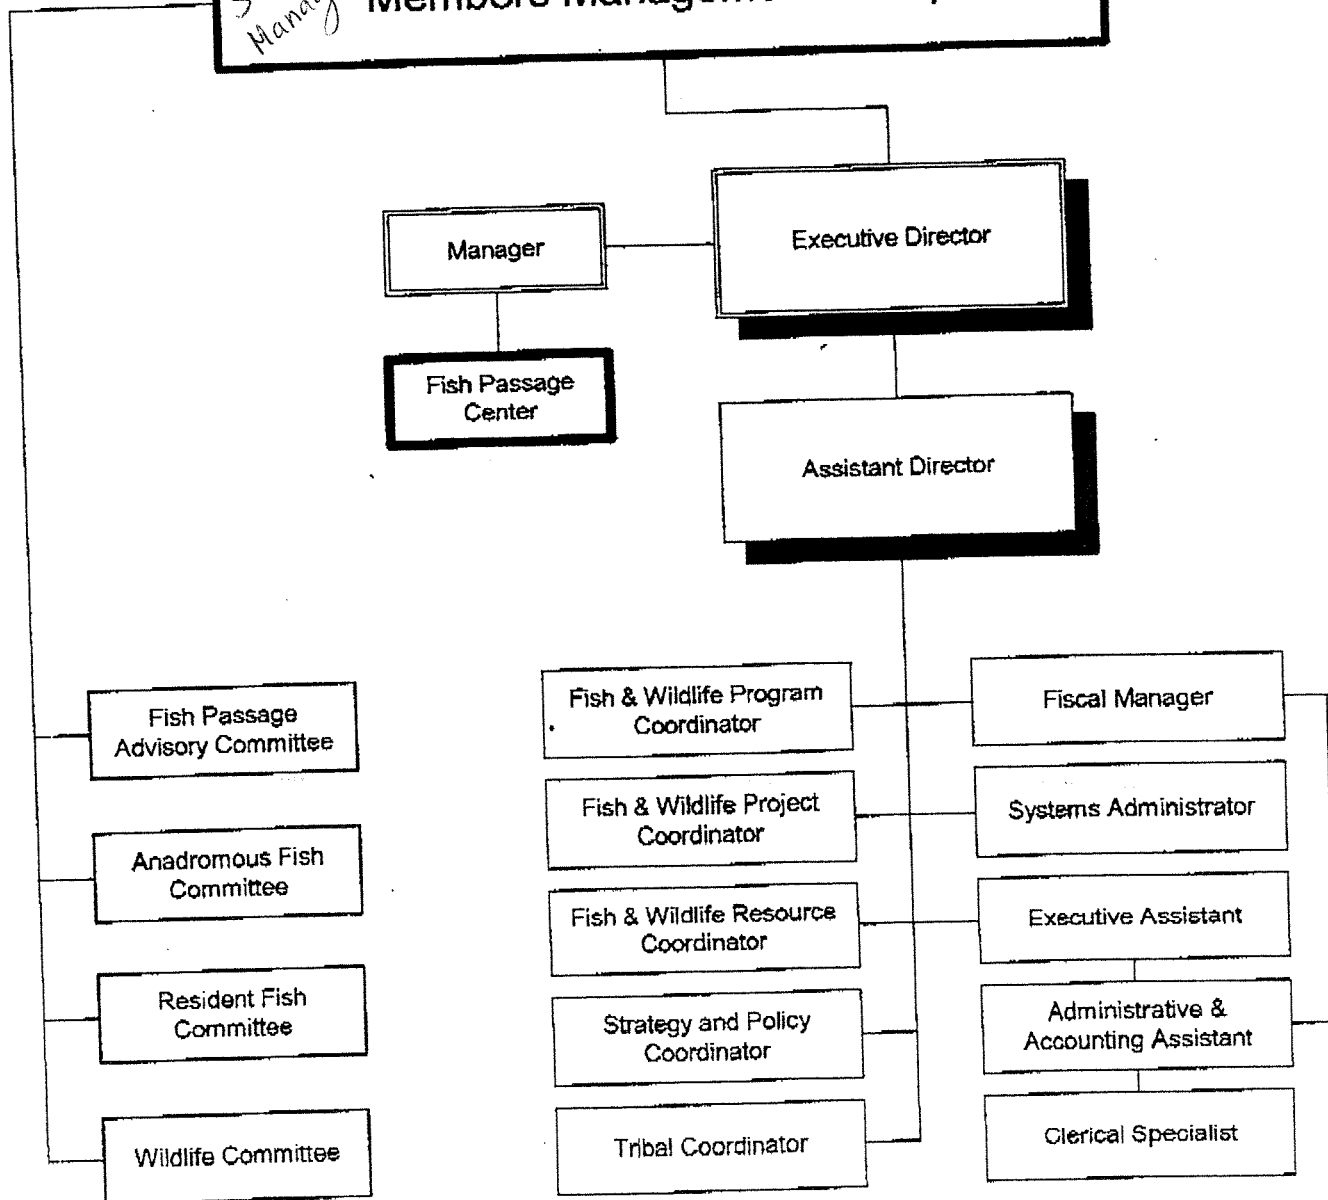 Members Management
Manager
Executive Director
Fish Passage
Center
Assistant Director
Fish Passage
Advisory Committee
Anadromous Fish
Committee
Resident Fish
Committee
Wildlife Committee
Fish & Wildlife Program
Coordinator
Fish & Wildlife Project
Coordinator
Fish & Wildlife Resource
Coordinator
Strategy and Policy
Coordinator
Tribal Coordinator
Fiscal Manager
Systems Administrator
Executive Assistant
Administrative &
Accounting Assistant
Clerical Specialist